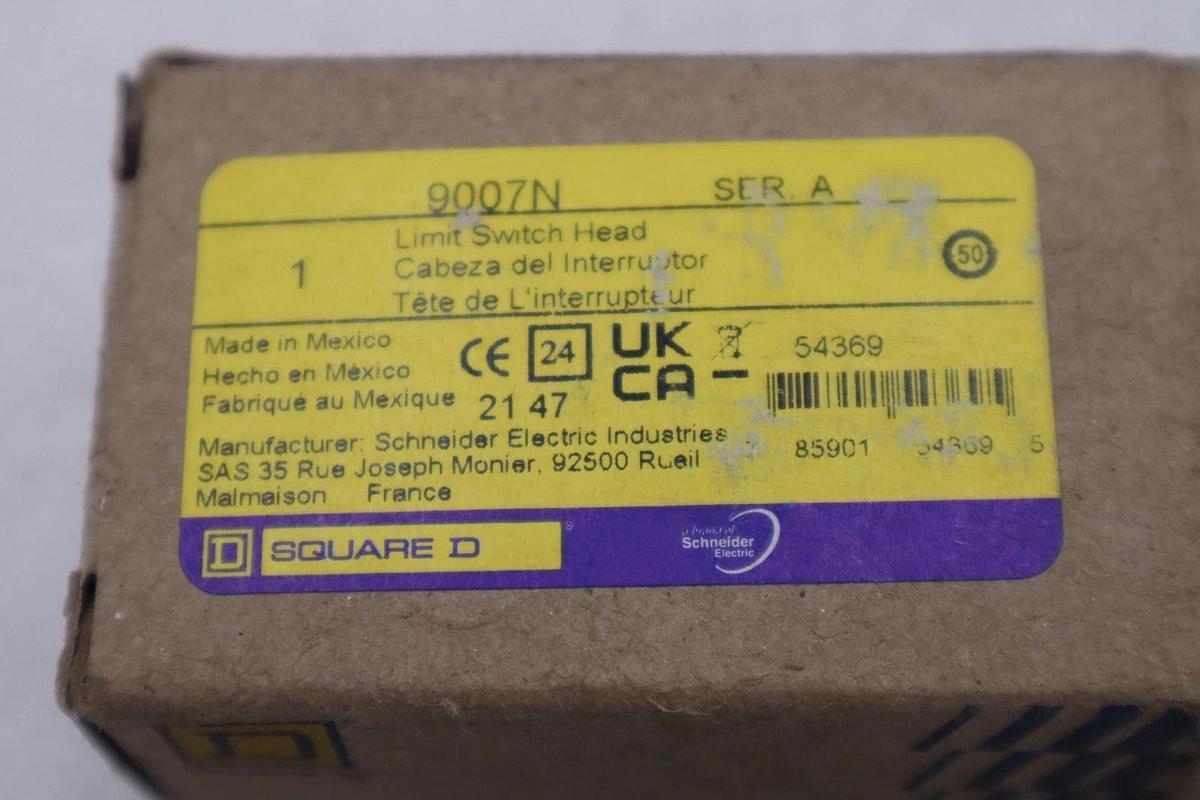 9007N SER. A
1
Limit Switch Head
Cabeza del Interruptor
Tête de L'interrupteur
50
Made in Mexico
Hecho en México
Fabriqué au Mexique
CE
24
UK
CA
21 47
54369
85901 54369 5
Manufacturer: Schneider Electric Industries
SAS 35 Rue Joseph Monier, 92500 Rueil
Malmaison France
D SQUARE D
a brand of
Schneider
Electric